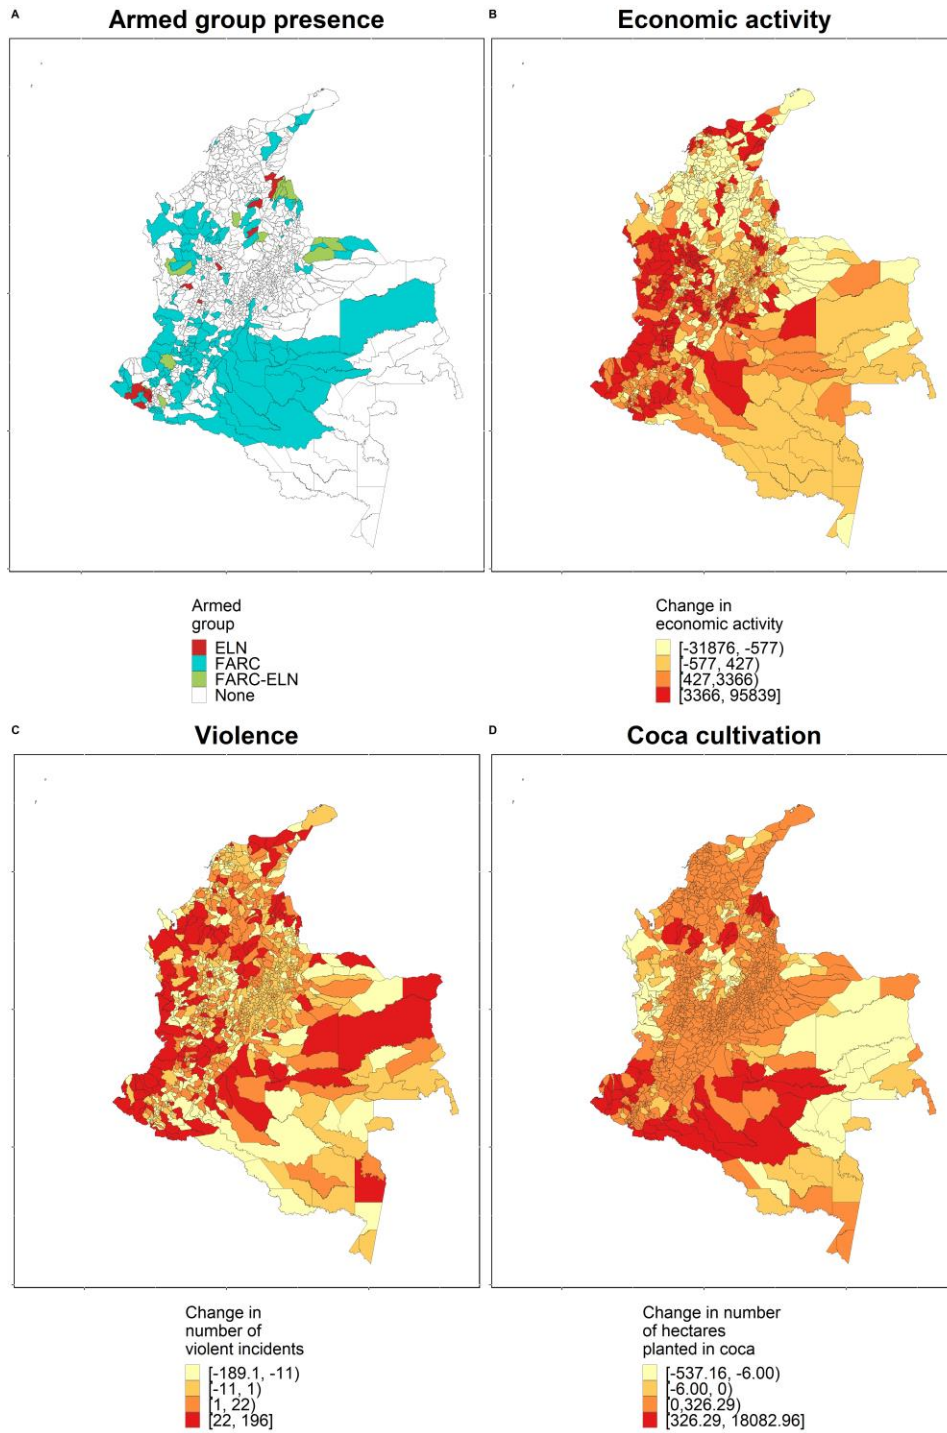 A
Armed group presence
B
Economic activity
Armed
group
ELN
FARC
FARC-ELN
None
Change in
economic activity
[-31876, -577)
[-577, 427)
[427,3366)
[3366, 95839]
C
Violence
D
Coca cultivation
Change in
number of
violent incidents
[-189.1, -11)
[-11, 1)
[1, 22)
[22, 196]
Change in number
of hectares
planted in coca
[-537.16, -6.00)
[-6.00, 0)
[0,326.29)
[326.29, 18082.96]